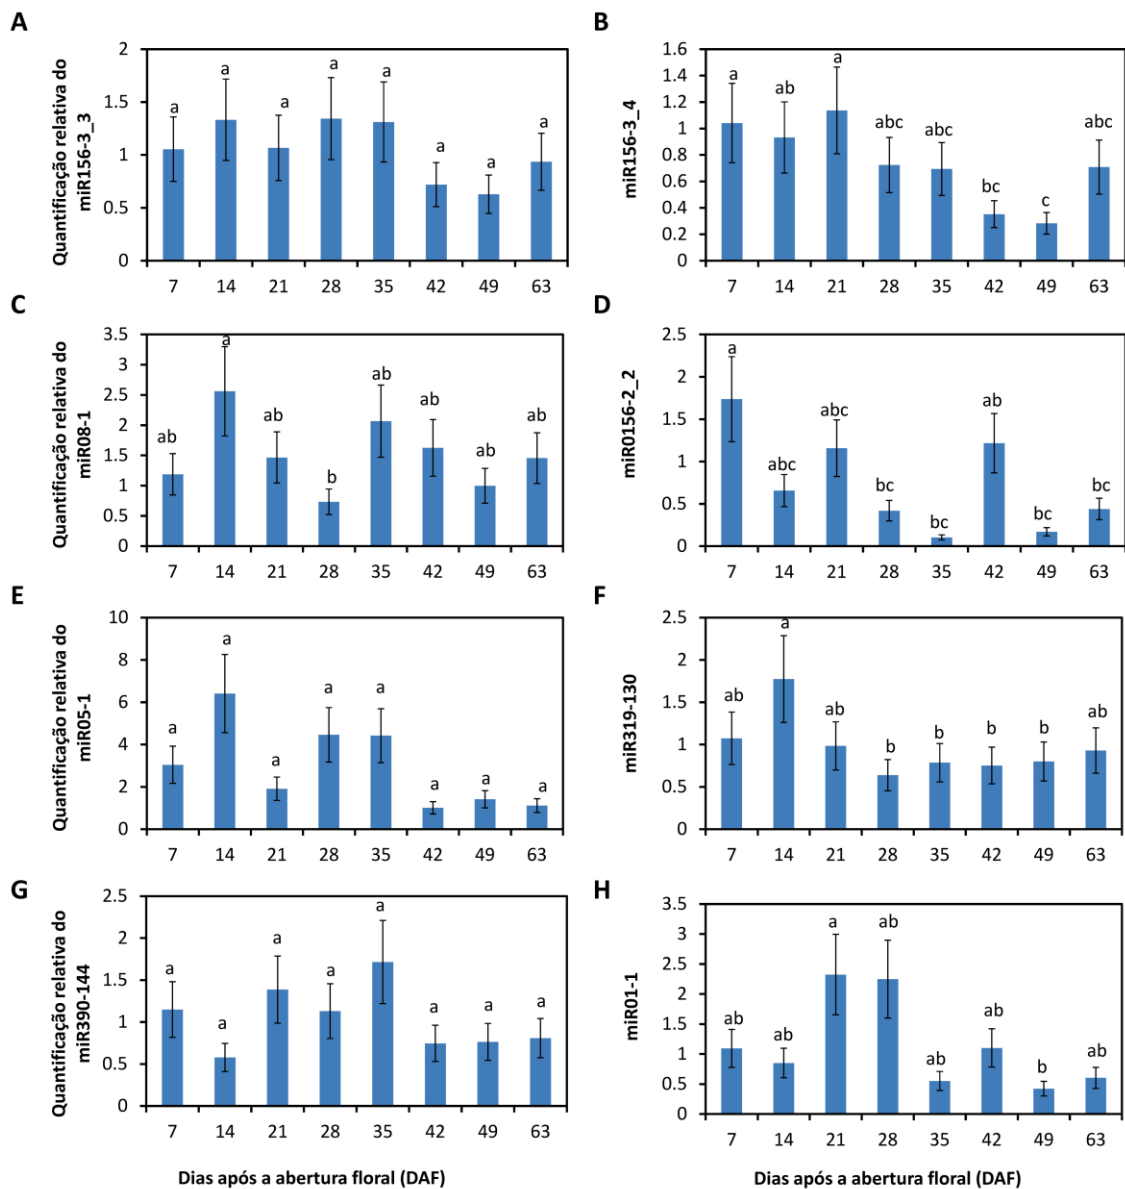 A
Quantificação relativa do
miR156-3_3
2
1.5
1
0.5
0
a a a a a a a a
7 14 21 28 35 42 49 63
B
miR156-3_4
1.6
1.4
1.2
1
0.8
0.6
0.4
0.2
0
a ab a abc abc bc c abc
7 14 21 28 35 42 49 63
C
Quantificação relativa do
miR08-1
3.5
3
2.5
2
1.5
1
0.5
0
ab a ab b ab ab ab ab
7 14 21 28 35 42 49 63
D
miR0156-2_2
2.5
2
1.5
1
0.5
0
a abc abc bc bc ab bc bc
7 14 21 28 35 42 49 63
E
Quantificação relativa do
miR05-1
10
8
6
4
2
0
a a a a a a a a
7 14 21 28 35 42 49 63
F
miR319-130
2.5
2
1.5
1
0.5
0
ab a ab b b b b ab
7 14 21 28 35 42 49 63
G
Quantificação relativa do
miR390-144
2.5
2
1.5
1
0.5
0
a a a a a a a a
7 14 21 28 35 42 49 63
Dias após a abertura floral (DAF)
H
miR01-1
3.5
3
2.5
2
1.5
1
0.5
0
ab ab a ab ab ab b ab
7 14 21 28 35 42 49 63
Dias após a abertura floral (DAF)